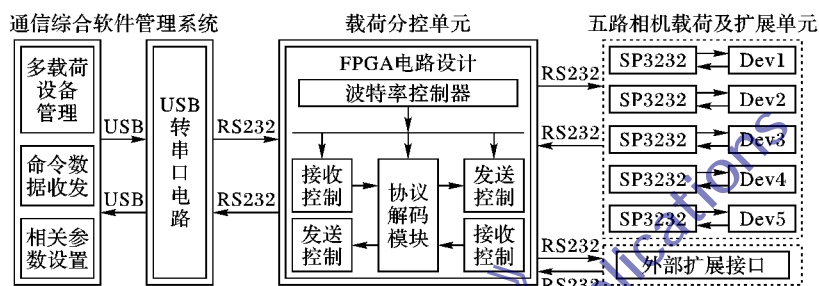 通信综合软件管理系统
载荷分控单元
五路相机载荷及扩展单元
多载荷
设备
管理
命令数
据收发
相关参
数设置
USB
USB
USB
转
串
口
电
路
RS232
RS232
FPGA电路设计
波特率控制器
接收
控制
发送
控制
协议
解码
模块
发送
控制
接收
控制
RS232
RS232
RS232
RS232
SP3232
Dev1
SP3232
Dev2
SP3232
Dev3
SP3232
Dev4
SP3232
Dev5
外部扩展接口